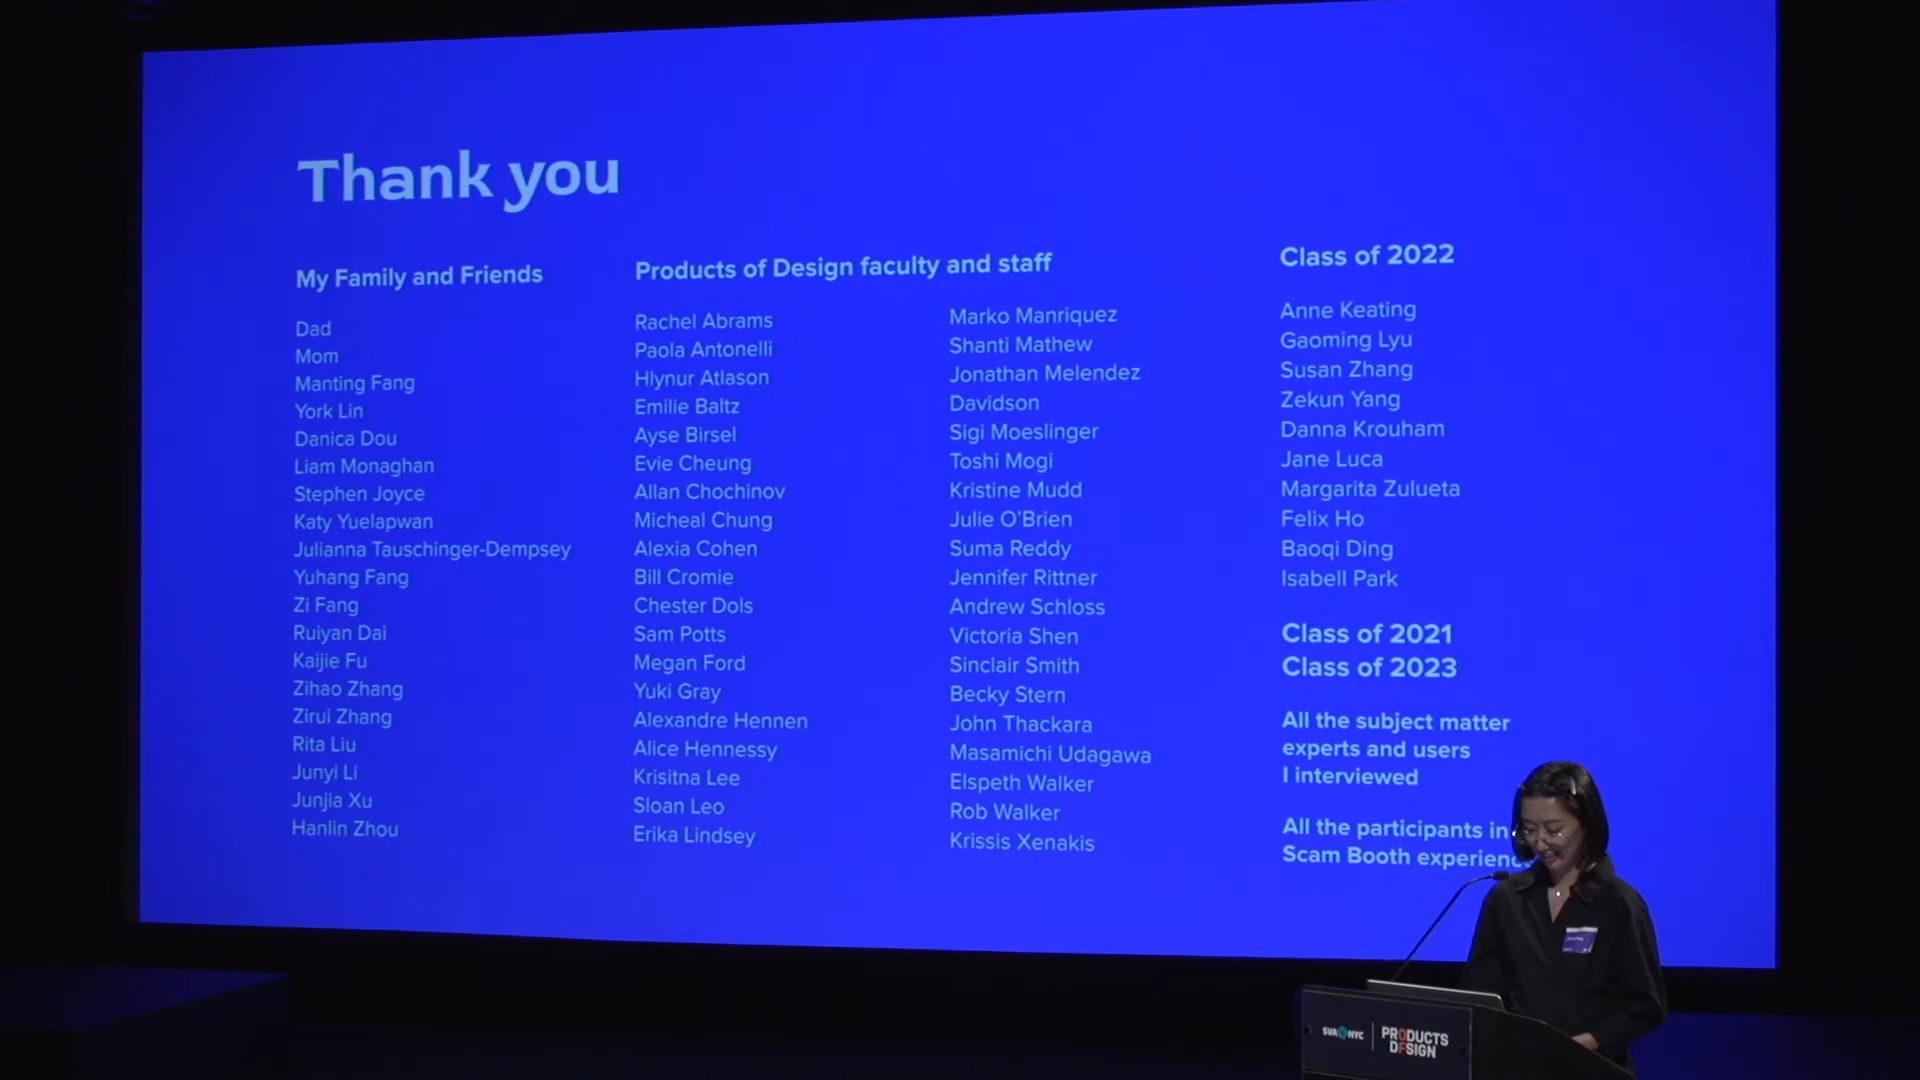 Thank you
My Family and Friends
Dad
Mom
Manting Fang
York Lin
Danica Dou
Liam Monaghan
Stephen Joyce
Katy Yuelapwan
Julianna Tauschinger-Dempsey
Yuhang Fang
Zi Fang
Ruiyan Dai
Kaijie Fu
Zihao Zhang
Zirui Zhang
Rita Liu
Junyi Li
Junjia Xu
Hanlin Zhou
Products of Design faculty and staff
Rachel Abrams
Paola Antonelli
Hlynur Atlason
Emilie Baltz
Ayse Birsel
Evie Cheung
Allan Chochinov
Micheal Chung
Alexia Cohen
Bill Cromie
Chester Dols
Sam Potts
Megan Ford
Yuki Gray
Alexandre Hennen
Alice Hennessy
Krisitna Lee
Sloan Leo
Erika Lindsey
Marko Manriquez
Shanti Mathew
Jonathan Melendez
Davidson
Sigi Moeslinger
Toshi Mogi
Kristine Mudd
Julie O'Brien
Suma Reddy
Jennifer Rittner
Andrew Schloss
Victoria Shen
Sinclair Smith
Becky Stern
John Thackara
Masamichi Udagawa
Elspeth Walker
Rob Walker
Krissis Xenakis
Class of 2022
Anne Keating
Gaoming Lyu
Susan Zhang
Zekun Yang
Danna Krouham
Jane Luca
Margarita Zulueta
Felix Ho
Baoqi Ding
Isabell Park
Class of 2021
Class of 2023
All the subject matter
experts and users
I interviewed
All the participants in
Scam Booth experienc
SVA NYC
PRODUCTS
OF
DESIGN